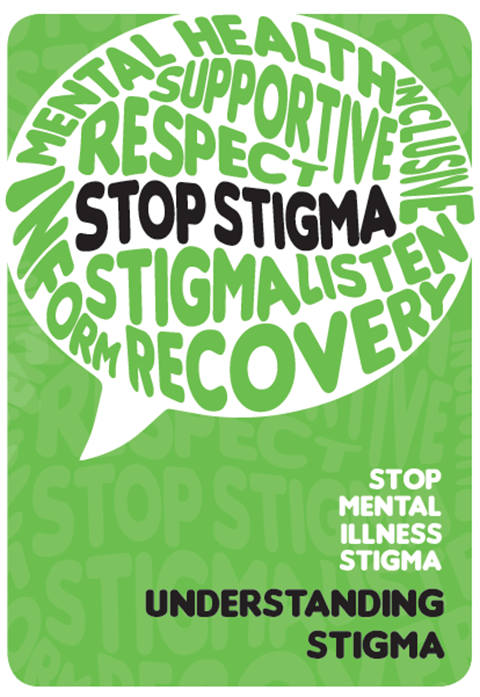 MENTAL HEALTH
SUPPORTIVE
INCLUSIVE
RESPECT
STOP STIGMA
INFORM
STIGMA LISTEN
RECOVERY
STOP
MENTAL
ILLNESS
STIGMA
UNDERSTANDING
STIGMA